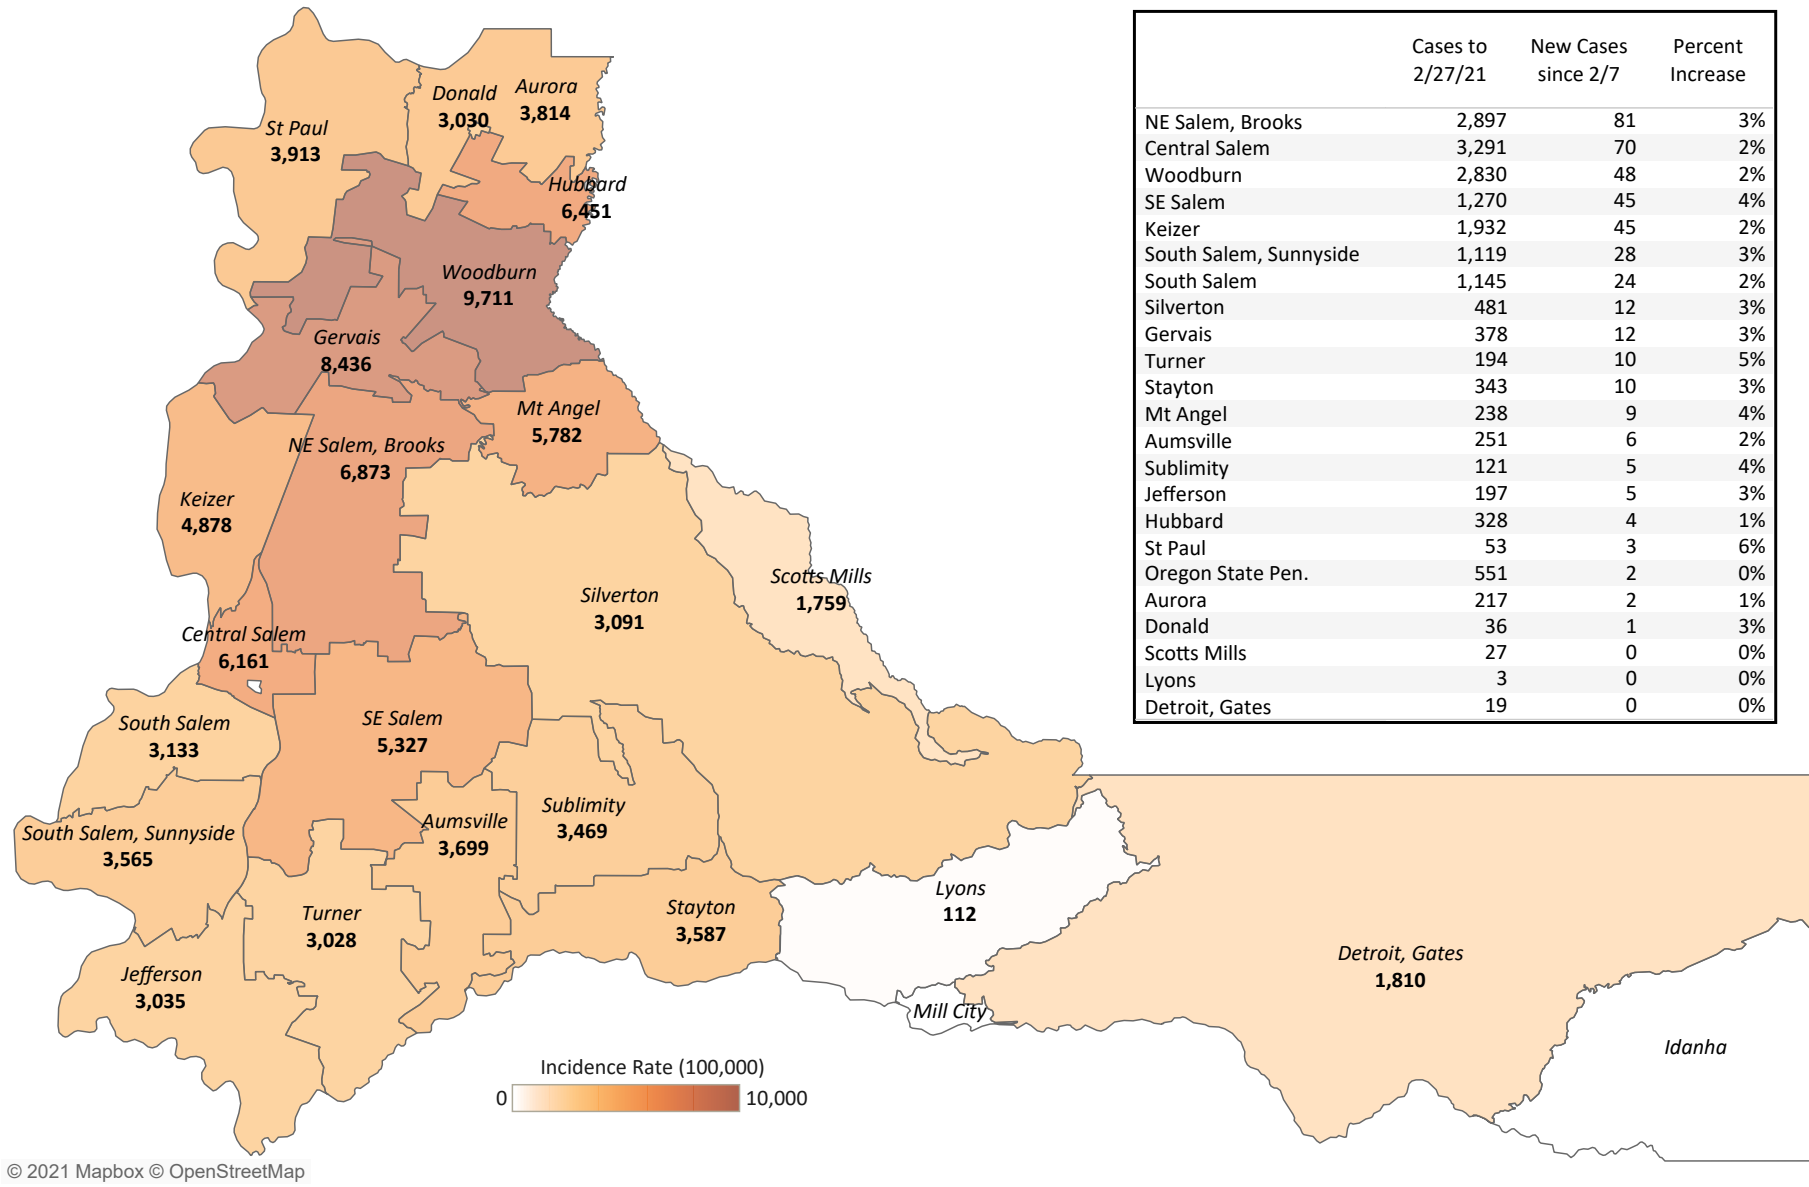 Cases to New Cases Percent
2/27/21 since 2/7 Increase
NE Salem, Brooks 2,897 81 3%
Central Salem 3,291 70 2%
Woodburn 2,830 48 2%
SE Salem 1,270 45 4%
Keizer 1,932 45 2%
South Salem, Sunnyside 1,119 28 3%
South Salem 1,145 24 2%
Silverton 481 12 3%
Gervais 378 12 3%
Turner 194 10 5%
Stayton 343 10 3%
Mt Angel 238 9 4%
Aumsville 251 6 2%
Sublimity 121 5 4%
Jefferson 197 5 3%
Hubbard 328 4 1%
St Paul 53 3 6%
Oregon State Pen. 551 2 0%
Aurora 217 2 1%
Donald 36 1 3%
Scotts Mills 27 0 0%
Lyons 3 0 0%
Detroit, Gates 19 0 0%
Aurora
3,814
Donald
3,030
St Paul
3,913
Hubbard
6,451
Woodburn
9,711
Gervais
8,436
Mt Angel
5,782
NE Salem, Brooks
6,873
Keizer
4,878
Scotts Mills
1,759
Silverton
3,091
Central Salem
6,161
South Salem
3,133
SE Salem
5,327
Sublimity
3,469
Aumsville
3,699
South Salem, Sunnyside
3,565
Lyons
112
Stayton
3,587
Turner
3,028
Detroit, Gates
1,810
Jefferson
3,035
Mill City
Idanha
Incidence Rate (100,000)
0 10,000
© 2021 Mapbox © OpenStreetMap